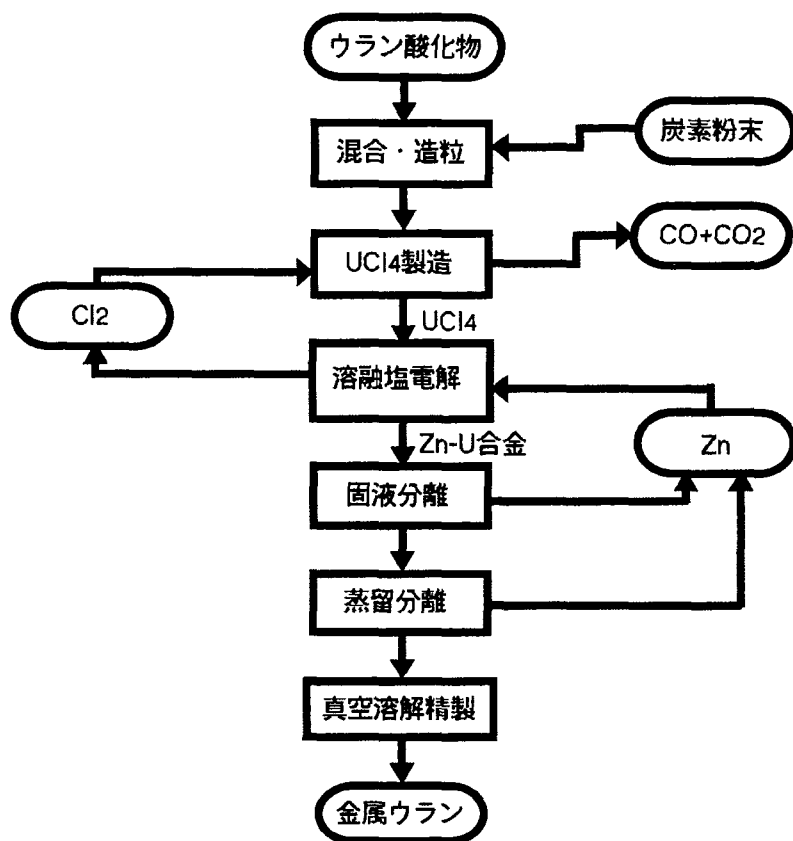 ウラン酸化物
炭素粉末
混合・造粒
CO+CO2
UCl4製造
Cl2
UCl4
溶融塩電解
Zn-U合金
Zn
固液分離
蒸留分離
真空溶解精製
金属ウラン